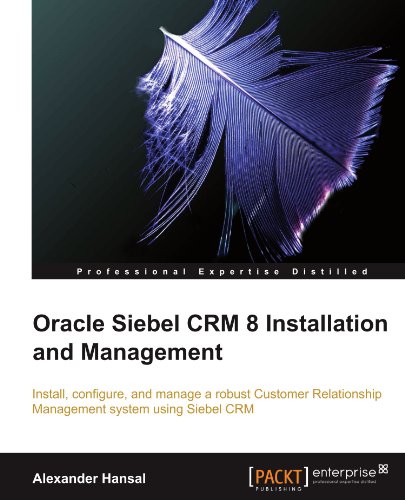 Professional Expertise Distilled
Oracle Siebel CRM 8 Installation
and Management
Install, configure, and manage a robust Customer Relationship
Management system using Siebel CRM
Alexander Hansal
[PACKT] enterprise
PUBLISHING professional expertise distilled